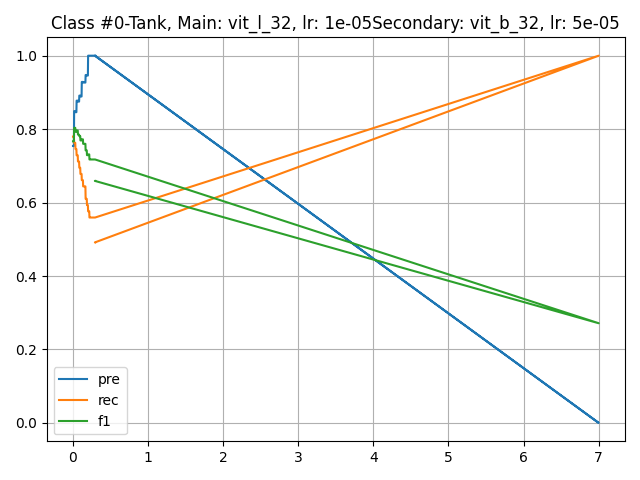 Class #0-Tank, Main: vit_l_32, lr: 1e-05Secondary: vit_b_32, lr: 5e-05
1.0
0.8
0.6
0.4
0.2
0.0
pre
rec
f1
0 1 2 3 4 5 6 7